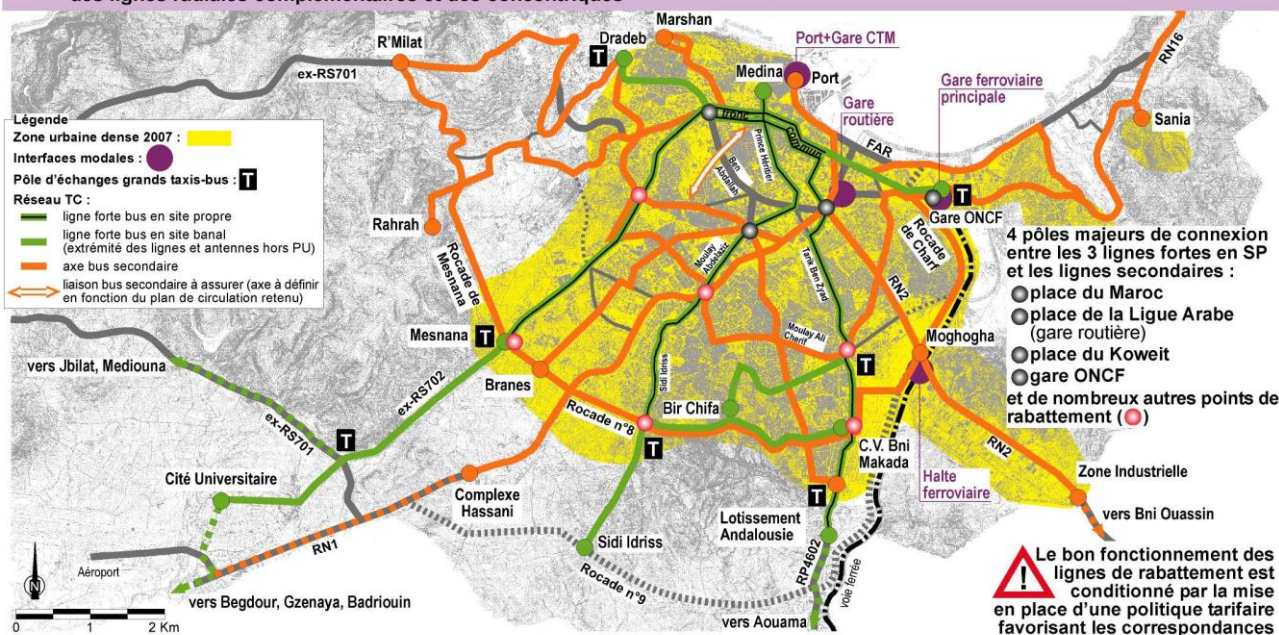 des lignes radiales complémentaires et des concentriques
Marshan
Dradeb
T
R'Milat
ex-RS701
Port+Gare CTM
Medina
Port
RN16
Gare ferroviaire
principale
Gare
routière
Sania
Légende
Zone urbaine dense 2007 :
Interfaces modales :
Pôle d'échanges grands taxis-bus : T
Réseau TC :
ligne forte bus en site propre
ligne forte bus en site banal
(extrémité des lignes et antennes hors PU)
axe bus secondaire
liaison bus secondaire à assurer (axe à définir
en fonction du plan de circulation retenu)
tronc
commun
Prince Héritier
Ben
Abdallah
FAR
T
Gare ONCF
Rocade
de Charf
Rahrah
Rocade de
Mesnana
Moulay
Abdelaziz
Tarik Ben Zyad
RN2
4 pôles majeurs de connexion
entre les 3 lignes fortes en SP
et les lignes secondaires :
place du Maroc
place de la Ligue Arabe
(gare routière)
place du Koweit
gare ONCF
et de nombreux autres points de
rabattement ( )
Mesnana
T
Moulay Ali
Cherif
T
Moghogha
vers Jbilat, Mediouna
ex-RS702
Branes
Sidi Idriss
Bir Chifa
Rocade n°8
ex-RS701
T
T
C.V. Bni
Makada
RN2
Cité Universitaire
Complexe
Hassani
T
Halte
ferroviaire
Zone Industrielle
vers Bni Ouassin
Lotissement
Andalousie
RN1
Sidi Idriss
Rocade n°9
RP4602
voie ferrée
Aéroport
N
vers Begdour, Gzenaya, Badriouin
0 1 2 Km
vers Aouama
! Le bon fonctionnement des
lignes de rabattement est
conditionné par la mise
en place d'une politique tarifaire
favorisant les correspondances